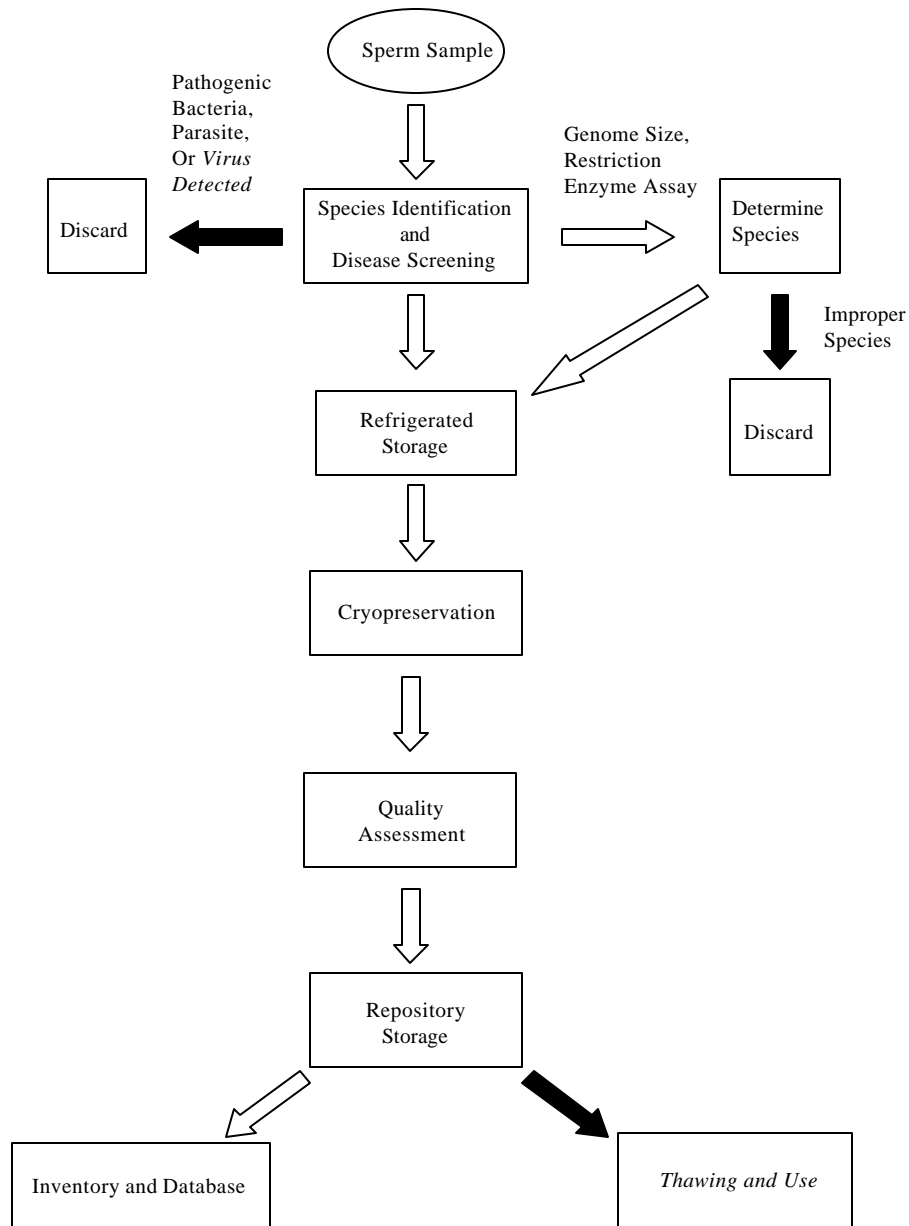 Sperm Sample
Pathogenic
Bacteria,
Parasite,
Or Virus
Detected
Genome Size,
Restriction
Enzyme Assay
Discard
Species Identification
and
Disease Screening
Determine
Species
Improper
Species
Refrigerated
Storage
Discard
Cryopreservation
Quality
Assessment
Repository
Storage
Inventory and Database
Thawing and Use